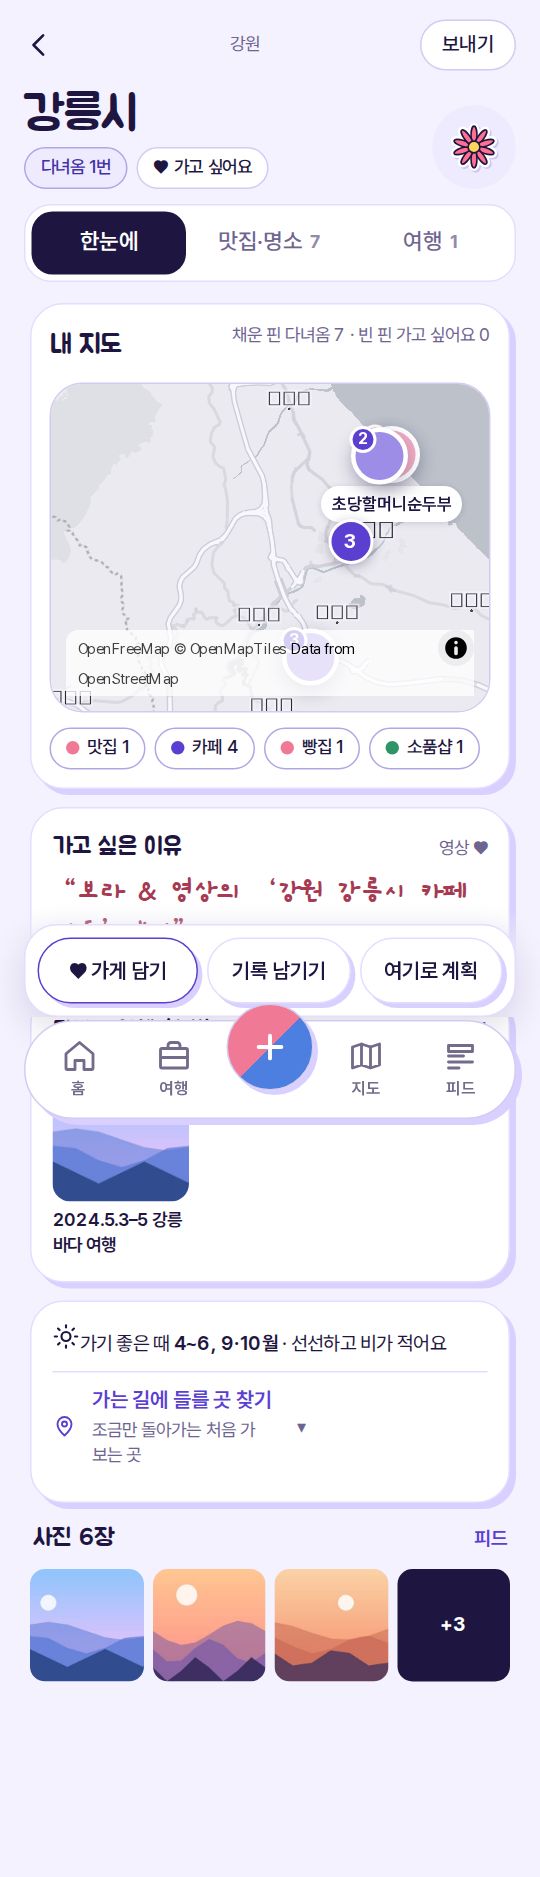 강원
보내기
강릉시
다녀옴 1번
♥ 가고 싶어요
한눈에
맛집·명소 7
여행 1
내 지도
채운 핀 다녀옴 7 · 빈 핀 가고 싶어요 0
2
초당할머니순두부
3
3
OpenFreeMap © OpenMapTiles Data from
OpenStreetMap
맛집 1
카페 4
빵집 1
소품샵 1
가고 싶은 이유
영상 ♥
“보라 & 영상의 ‘강원 강릉시 카페
♥ 가게 담기
기록 남기기
여기로 계획
홈
여행
지도
피드
2024.5.3–5 강릉
바다 여행
가기 좋은 때 4~6, 9·10월 · 선선하고 비가 적어요
가는 길에 들를 곳 찾기
조금만 돌아가는 처음 가
보는 곳
▼
사진 6장
피드
+3